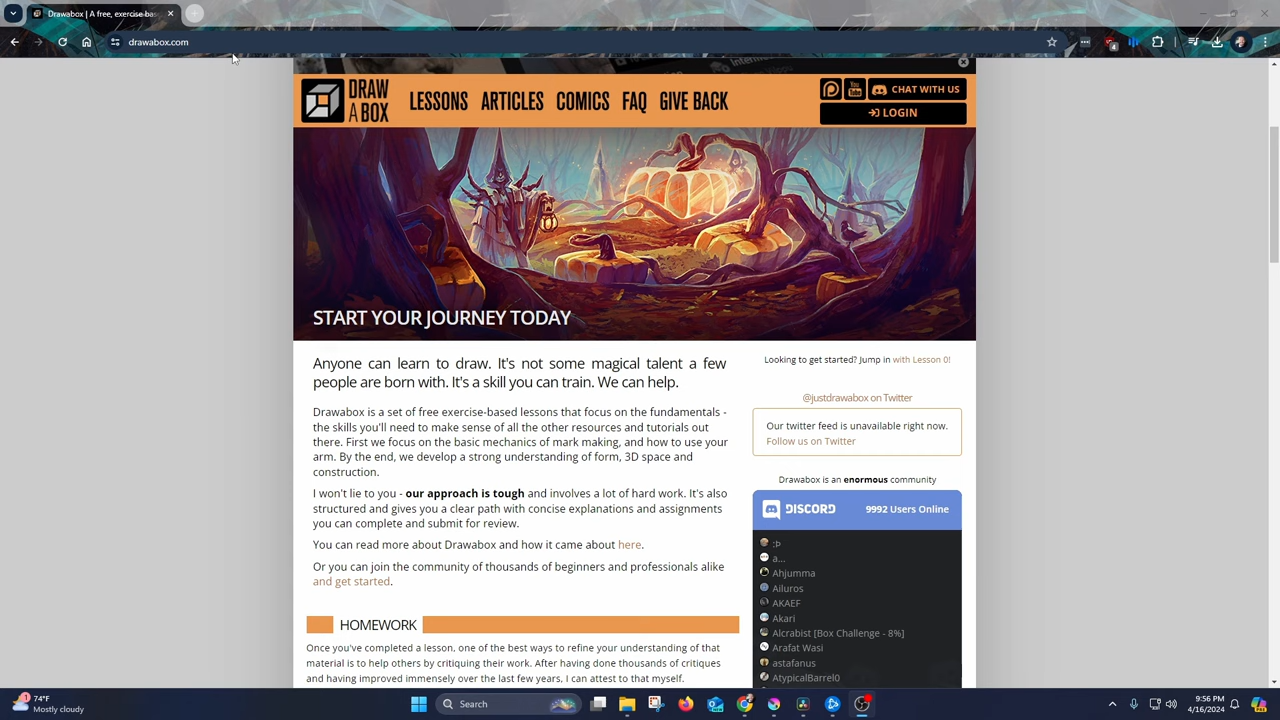 Drawabox | A free, exercise bas
drawabox.com
4
DRAW
A BOX
LESSONS
ARTICLES
COMICS
FAQ
GIVE BACK
CHAT WITH US
LOGIN
START YOUR JOURNEY TODAY
Anyone can learn to draw. It's not some magical talent a few
people are born with. It's a skill you can train. We can help.
Drawabox is a set of free exercise-based lessons that focus on the fundamentals -
the skills you'll need to make sense of all the other resources and tutorials out
there. First we focus on the basic mechanics of mark making, and how to use your
arm. By the end, we develop a strong understanding of form, 3D space and
construction.
I won't lie to you - our approach is tough and involves a lot of hard work. It's also
structured and gives you a clear path with concise explanations and assignments
you can complete and submit for review.
You can read more about Drawabox and how it came about here.
Or you can join the community of thousands of beginners and professionals alike
and get started.
HOMEWORK
Once you've completed a lesson, one of the best ways to refine your understanding of that
material is to help others by critiquing their work. After having done thousands of critiques
and having improved immensely over the last few years, I can attest to that myself.
Looking to get started? Jump in with Lesson 0!
@justdrawabox on Twitter
Our twitter feed is unavailable right now.
Follow us on Twitter
Drawabox is an enormous community
DISCORD
9992 Users Online
:Þ
a...
Ahjumma
Ailuros
AKAEF
Akari
Alcrabist [Box Challenge - 8%]
Arafat Wasi
astafanus
AtypicalBarrel0
1
74°F
Mostly cloudy
Search
9:56 PM
4/16/2024